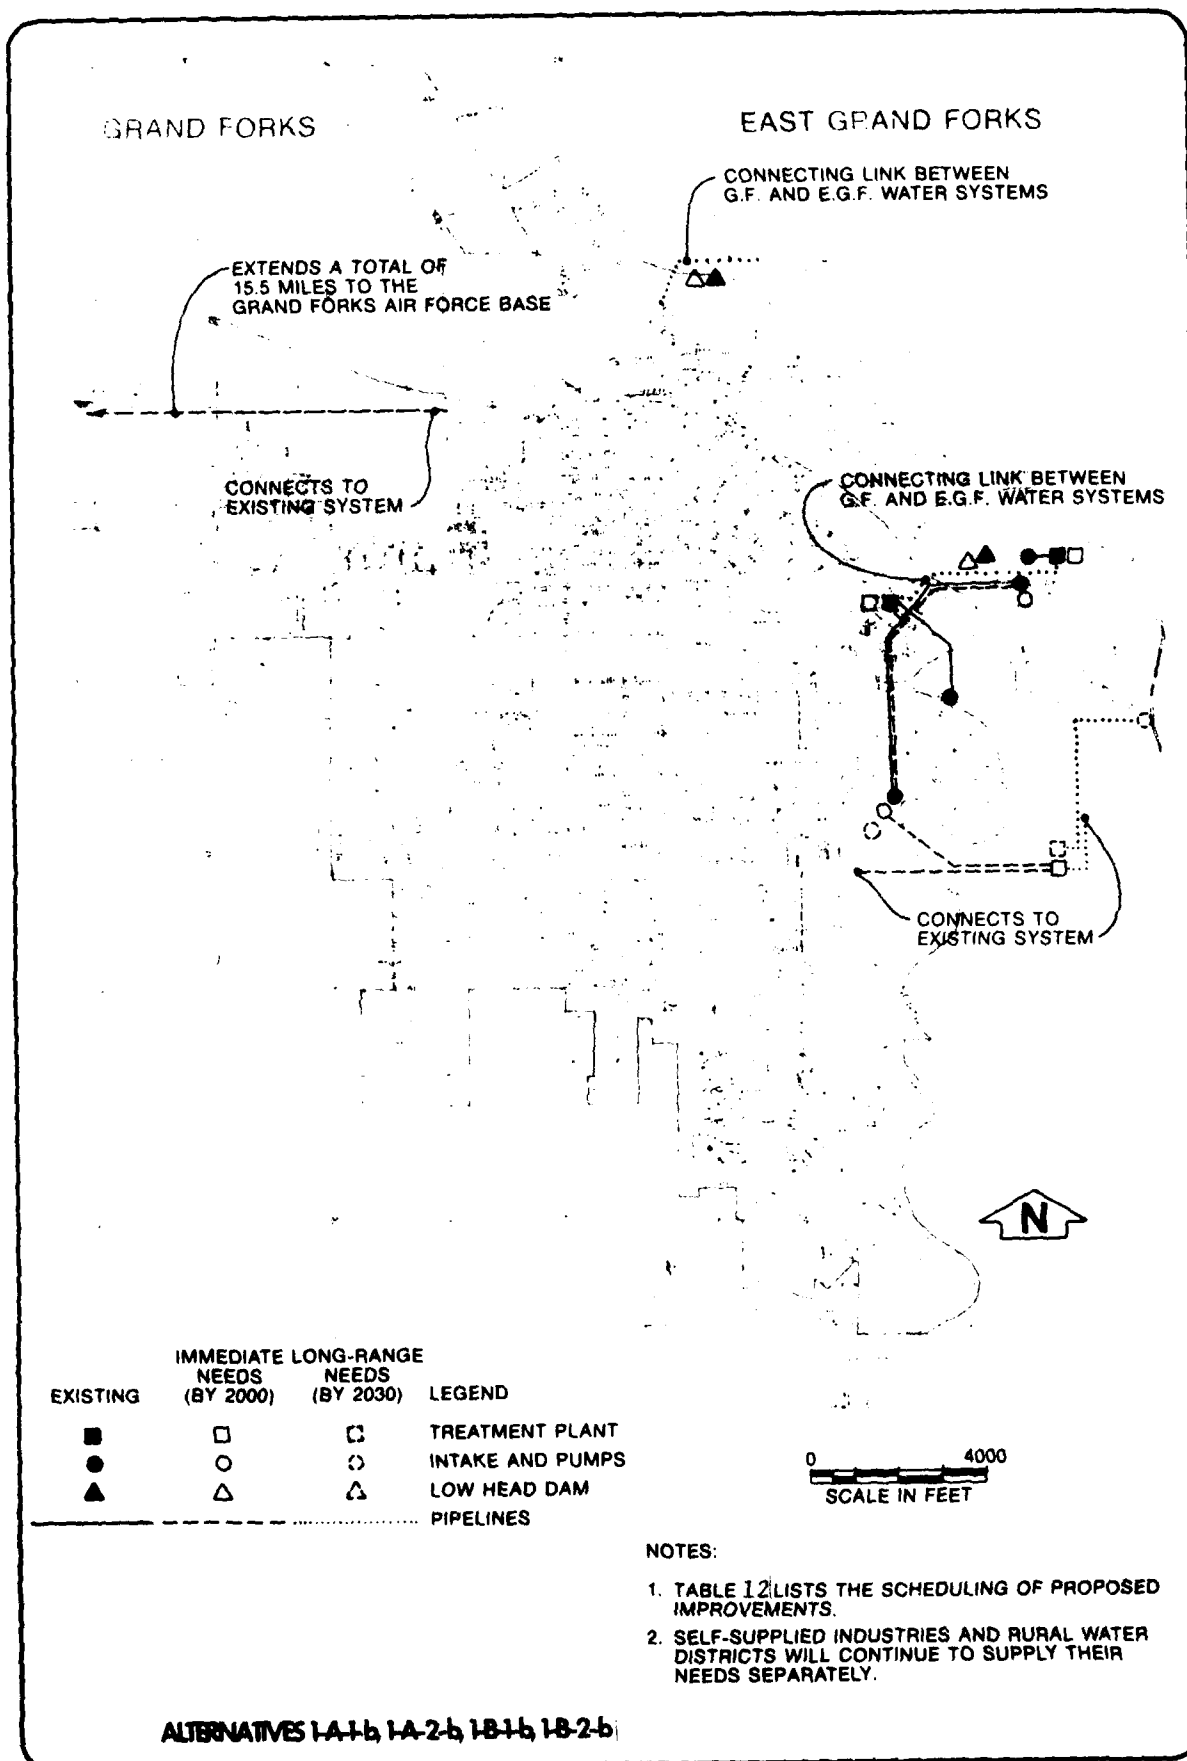 GRAND FORKS
EAST GRAND FORKS
CONNECTING LINK BETWEEN
G.F. AND E.G.F. WATER SYSTEMS
EXTENDS A TOTAL OF
15.5 MILES TO THE
GRAND FORKS AIR FORCE BASE
CONNECTS TO
EXISTING SYSTEM
CONNECTING LINK BETWEEN
G.F. AND E.G.F. WATER SYSTEMS
CONNECTS TO
EXISTING SYSTEM
N
IMMEDIATE LONG-RANGE
NEEDS NEEDS
EXISTING (BY 2000) (BY 2030) LEGEND
TREATMENT PLANT
INTAKE AND PUMPS
LOW HEAD DAM
PIPELINES
0 4000
SCALE IN FEET
NOTES:
1. TABLE 12 LISTS THE SCHEDULING OF PROPOSED
IMPROVEMENTS.
2. SELF-SUPPLIED INDUSTRIES AND RURAL WATER
DISTRICTS WILL CONTINUE TO SUPPLY THEIR
NEEDS SEPARATELY.
ALTERNATIVES 1-A-1-b, 1-A-2-b, 1-B-1-b, 1-B-2-b